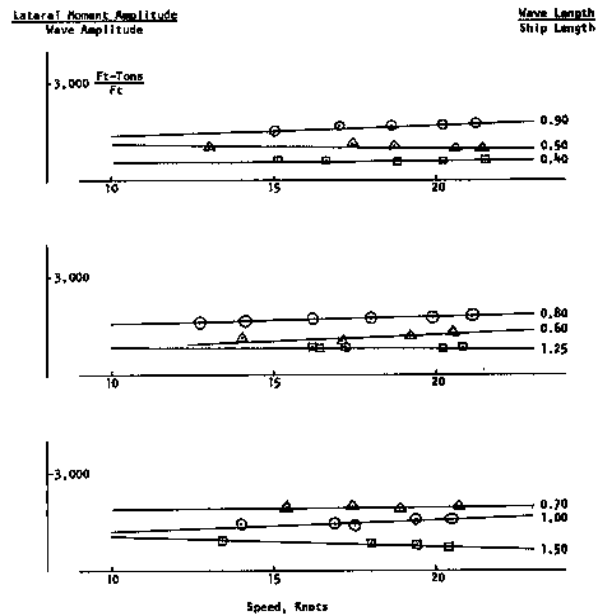 Lateral Moment Amplitude
Wave Amplitude
Wave Length
Ship Length
3,000 Ft-Tons
Ft
0.90
0.50
0.40
10 15 20
3,000
0.80
0.60
1.25
10 15 20
3,000
0.70
1.00
1.50
10 15 20
Speed, Knots